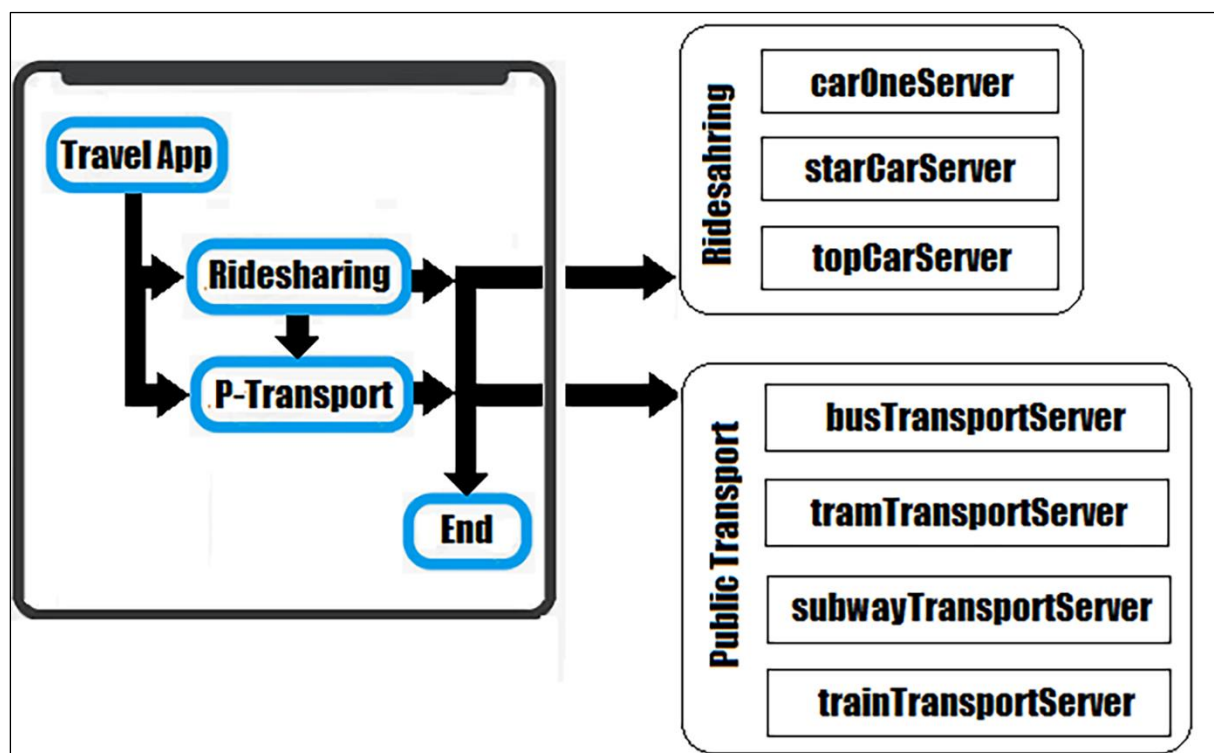 Travel App
Ridesharing
P-Transport
End
Ridesahring
carOneServer
starCarServer
topCarServer
Public Transport
busTransportServer
tramTransportServer
subwayTransportServer
trainTransportServer